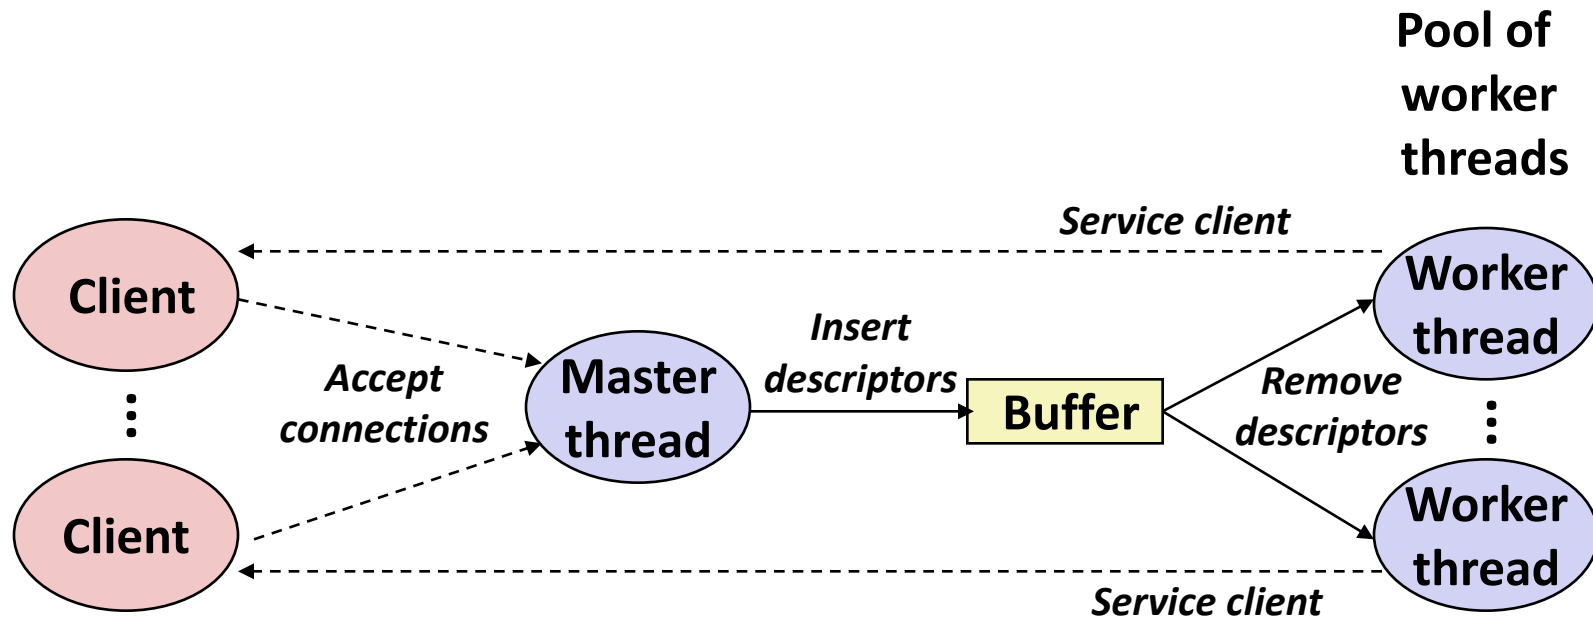 Pool of
worker
threads
Service client
Client
Worker
thread
Insert
descriptors
Accept
connections
Master
thread
Buffer
Remove
descriptors
Client
Worker
thread
Service client